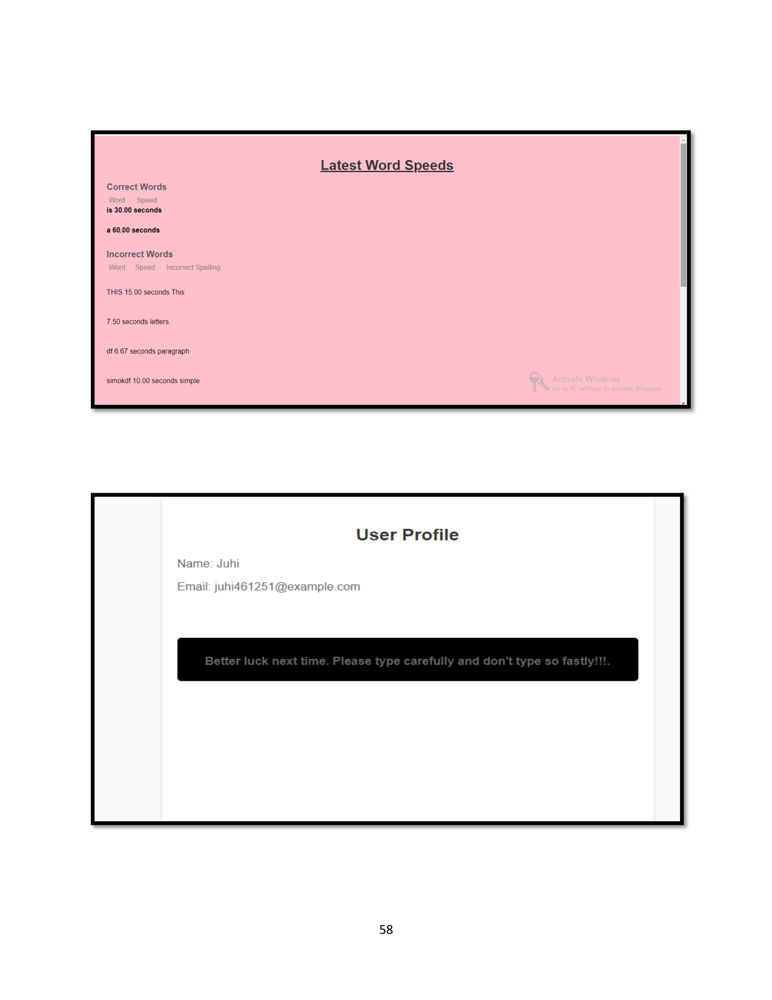 Latest Word Speeds
Correct Words
Word Speed
is 30.00 seconds
a 60.00 seconds
Incorrect Words
Word Speed Incorrect Spelling
THIS 15.00 seconds This
7.50 seconds letters.
df 6.67 seconds paragraph
simokdf 10.00 seconds simple
Activate Windows
Go to PC settings to activate Windows.
User Profile
Name: Juhi
Email: juhi461251@example.com
Better luck next time. Please type carefully and don't type so fastly!!!.
58